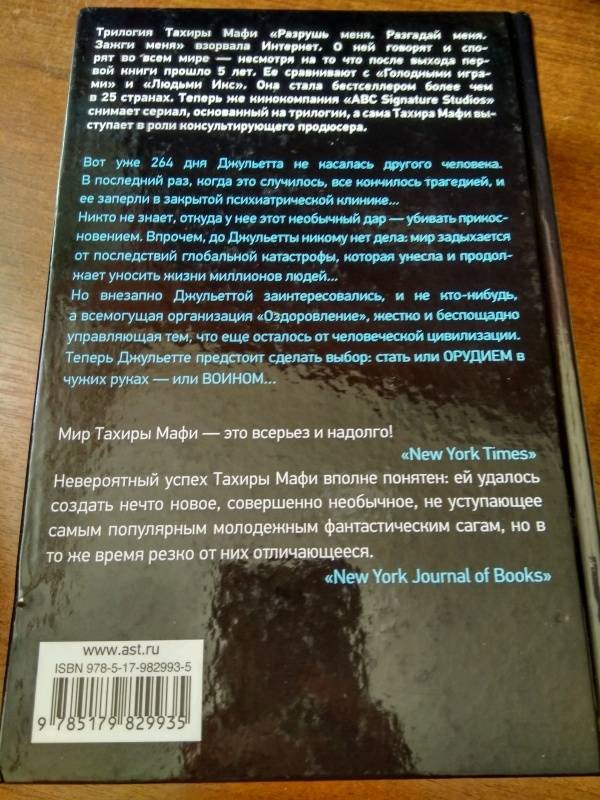 Трилогия Тахиры Мафи «Разрушь меня. Разгадай меня.
Зажги меня» взорвала Интернет. О ней говорят и спо-
рят во всем мире — несмотря на то что после выхода пер-
вой книги прошло 5 лет. Ее сравнивают с «Голодными игра-
ми» и «Людьми Икс». Она стала бестселлером более чем
в 25 странах. Теперь же кинокомпания «ABC Signature Studios»
снимает сериал, основанный на трилогии, а сама Тахира Мафи вы-
ступает в роли консультирующего продюсера.
Вот уже 264 дня Джульетта не касалась другого человека.
В последний раз, когда это случилось, все кончилось трагедией, и
ее заперли в закрытой психиатрической клинике...
Никто не знает, откуда у нее этот необычный дар — убивать прикос-
новением. Впрочем, до Джульетты никому нет дела: мир задыхается
от последствий глобальной катастрофы, которая унесла и продол-
жает уносить жизни миллионов людей...
Но внезапно Джульеттой заинтересовались, и не кто-нибудь,
а всемогущая организация «Оздоровление», жестко и беспощадно
управляющая тем, что еще осталось от человеческой цивилизации.
Теперь Джульетте предстоит сделать выбор: стать или ОРУДИЕМ в
чужих руках — или ВОИНОМ...
Мир Тахиры Мафи — это всерьез и надолго!
«New York Times»
Невероятный успех Тахиры Мафи вполне понятен: ей удалось
создать нечто новое, совершенно необычное, не уступающее
самым популярным молодежным фантастическим сагам, но в
то же время резко от них отличающееся.
«New York Journal of Books»
www.ast.ru
ISBN 978-5-17-982993-5
9 785179 829935